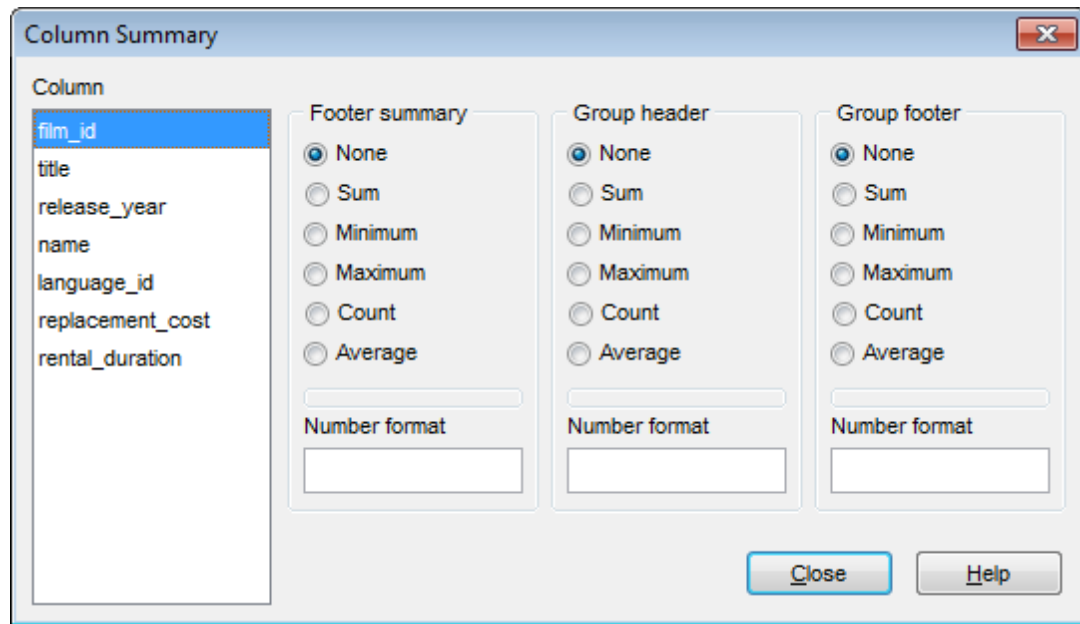 Column Summary
Column
film_id
title
release_year
name
language_id
replacement_cost
rental_duration
Footer summary
None
Sum
Minimum
Maximum
Count
Average
Number format
Group header
None
Sum
Minimum
Maximum
Count
Average
Number format
Group footer
None
Sum
Minimum
Maximum
Count
Average
Number format
Close
Help